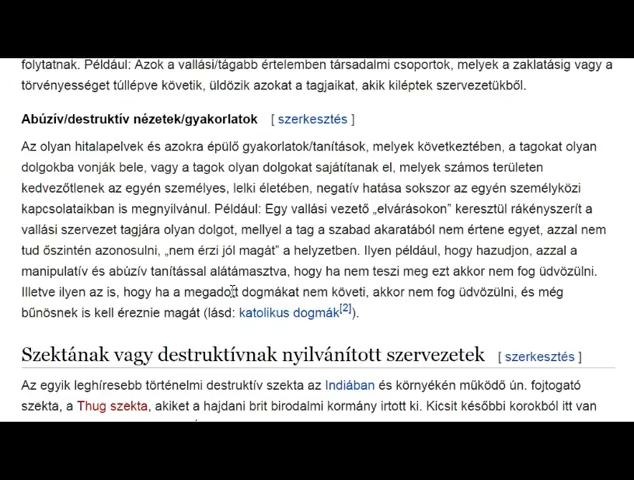 folytatnak. Például: Azok a vallási/tágabb értelemben társadalmi csoportok, melyek a zaklatásig vagy a
törvényességet túllépve követik, üldözik azokat a tagjaikat, akik kiléptek szervezetükből.
Abúzív/destruktív nézetek/gyakorlatok [ szerkesztés ]
Az olyan hitalapelvek és azokra épülő gyakorlatok/tanítások, melyek következtében, a tagokat olyan
dolgokba vonják bele, vagy a tagok olyan dolgokat sajátítanak el, melyek számos területen
kedvezőtlenek az egyén személyes, lelki életében, negatív hatása sokszor az egyén személyközi
kapcsolataikban is megnyilvánul. Például: Egy vallási vezető „elvárásokon” keresztül rákényszerít a
vallási szervezet tagjára olyan dolgot, mellyel a tag a szabad akaratából nem értene egyet, azzal nem
tud őszintén azonosulni, „nem érzi jól magát” a helyzetben. Ilyen például, hogy hazudjon, azzal a
manipulatív és abúzív tanítással alátámasztva, hogy ha nem teszi meg ezt akkor nem fog üdvözülni.
Illetve ilyen az is, hogy ha a megadott dogmákat nem követi, akkor nem fog üdvözülni, és még
bűnösnek is kell éreznie magát (lásd: katolikus dogmák[2]).
Szektának vagy destruktívnak nyilvánított szervezetek [ szerkesztés ]
Az egyik leghíresebb történelmi destruktív szekta az Indiában és környékén működő ún. fojtogató
szekta, a Thug szekta, akiket a hajdani brit birodalmi kormány irtott ki. Kicsit későbbi korokból itt van